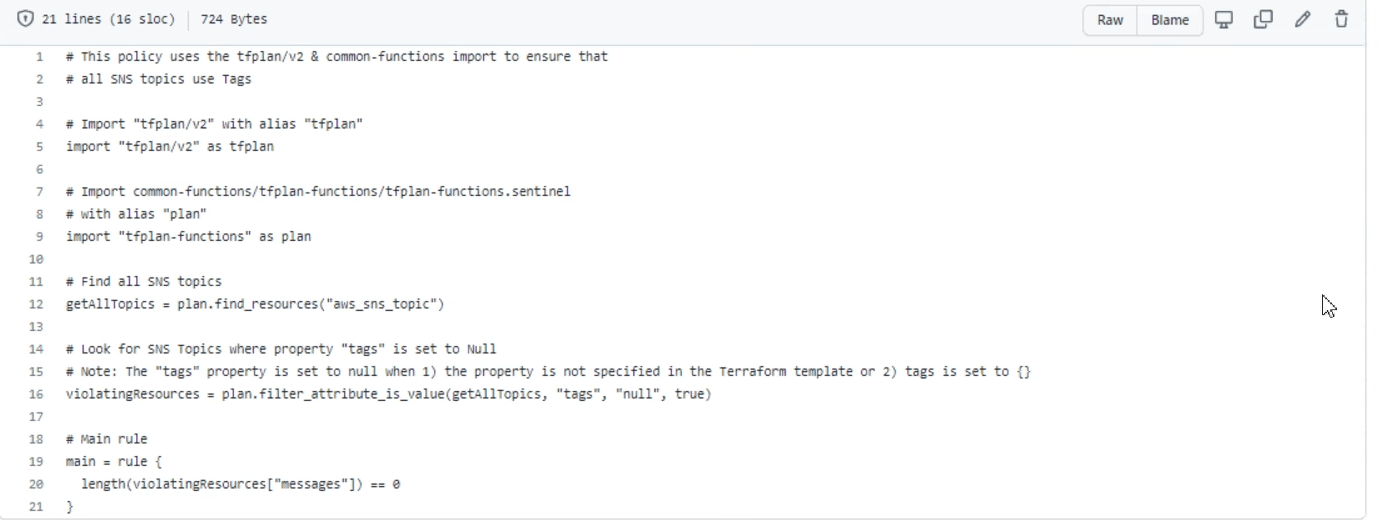 21 lines (16 sloc) 724 Bytes Raw Blame
1 # This policy uses the tfplan/v2 & common-functions import to ensure that
2 # all SNS topics use Tags
3
4 # Import "tfplan/v2" with alias "tfplan"
5 import "tfplan/v2" as tfplan
6
7 # Import common-functions/tfplan-functions/tfplan-functions.sentinel
8 # with alias "plan"
9 import "tfplan-functions" as plan
10
11 # Find all SNS topics
12 getAllTopics = plan.find_resources("aws_sns_topic")
13
14 # Look for SNS Topics where property "tags" is set to Null
15 # Note: The "tags" property is set to null when 1) the property is not specified in the Terraform template or 2) tags is set to {}
16 violatingResources = plan.filter_attribute_is_value(getAllTopics, "tags", "null", true)
17
18 # Main rule
19 main = rule {
20   length(violatingResources["messages"]) == 0
21 }